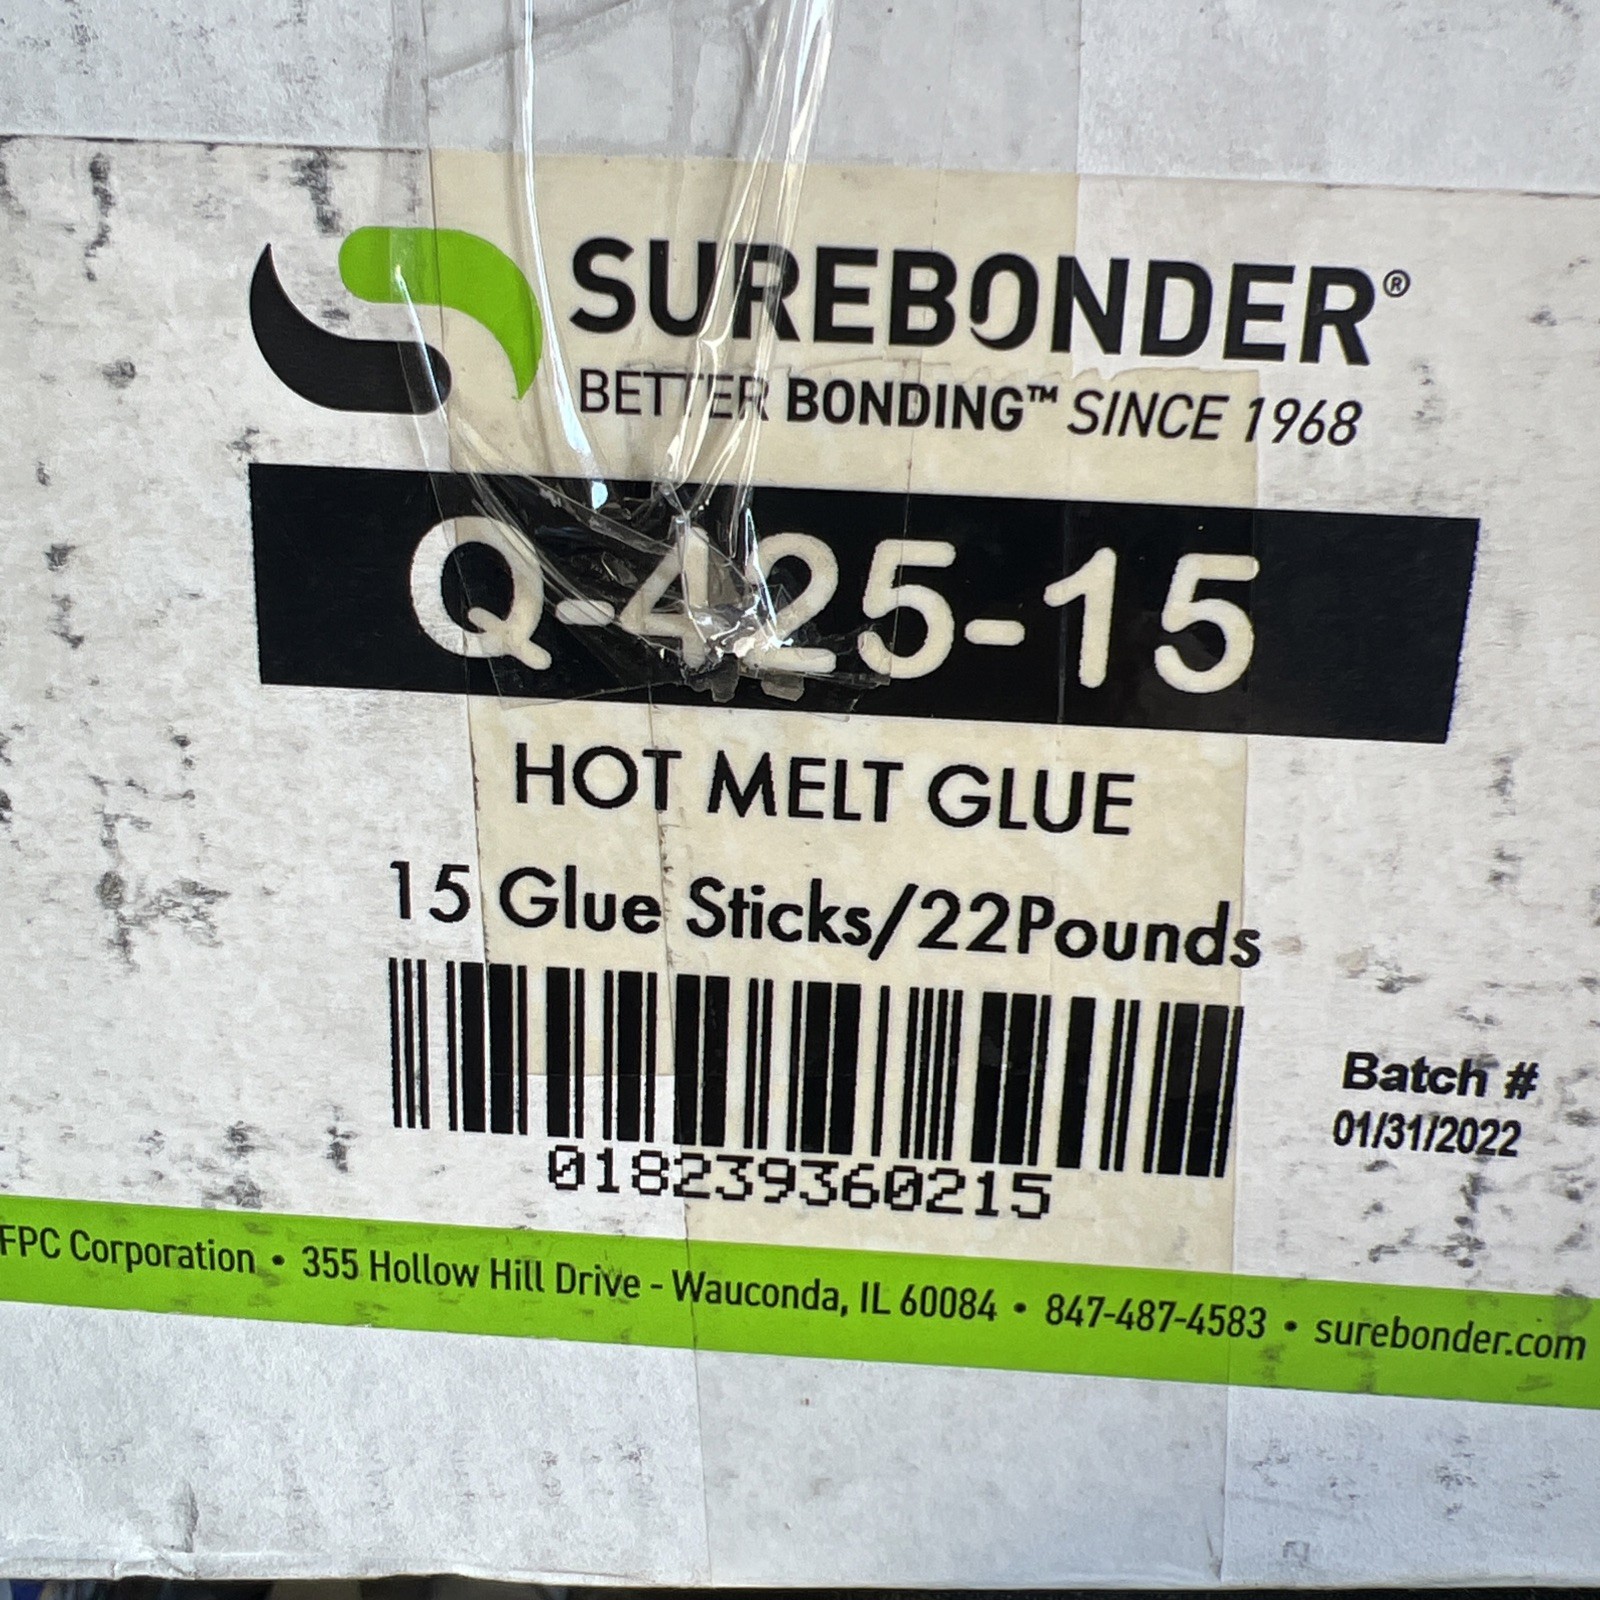 SUREBONDER®
BETTER BONDING™ SINCE 1968
Q-425-15
HOT MELT GLUE
15 Glue Sticks/22Pounds
018239360215
Batch #
01/31/2022
FPC Corporation • 355 Hollow Hill Drive - Wauconda, IL 60084 • 847-487-4583 • surebonder.com